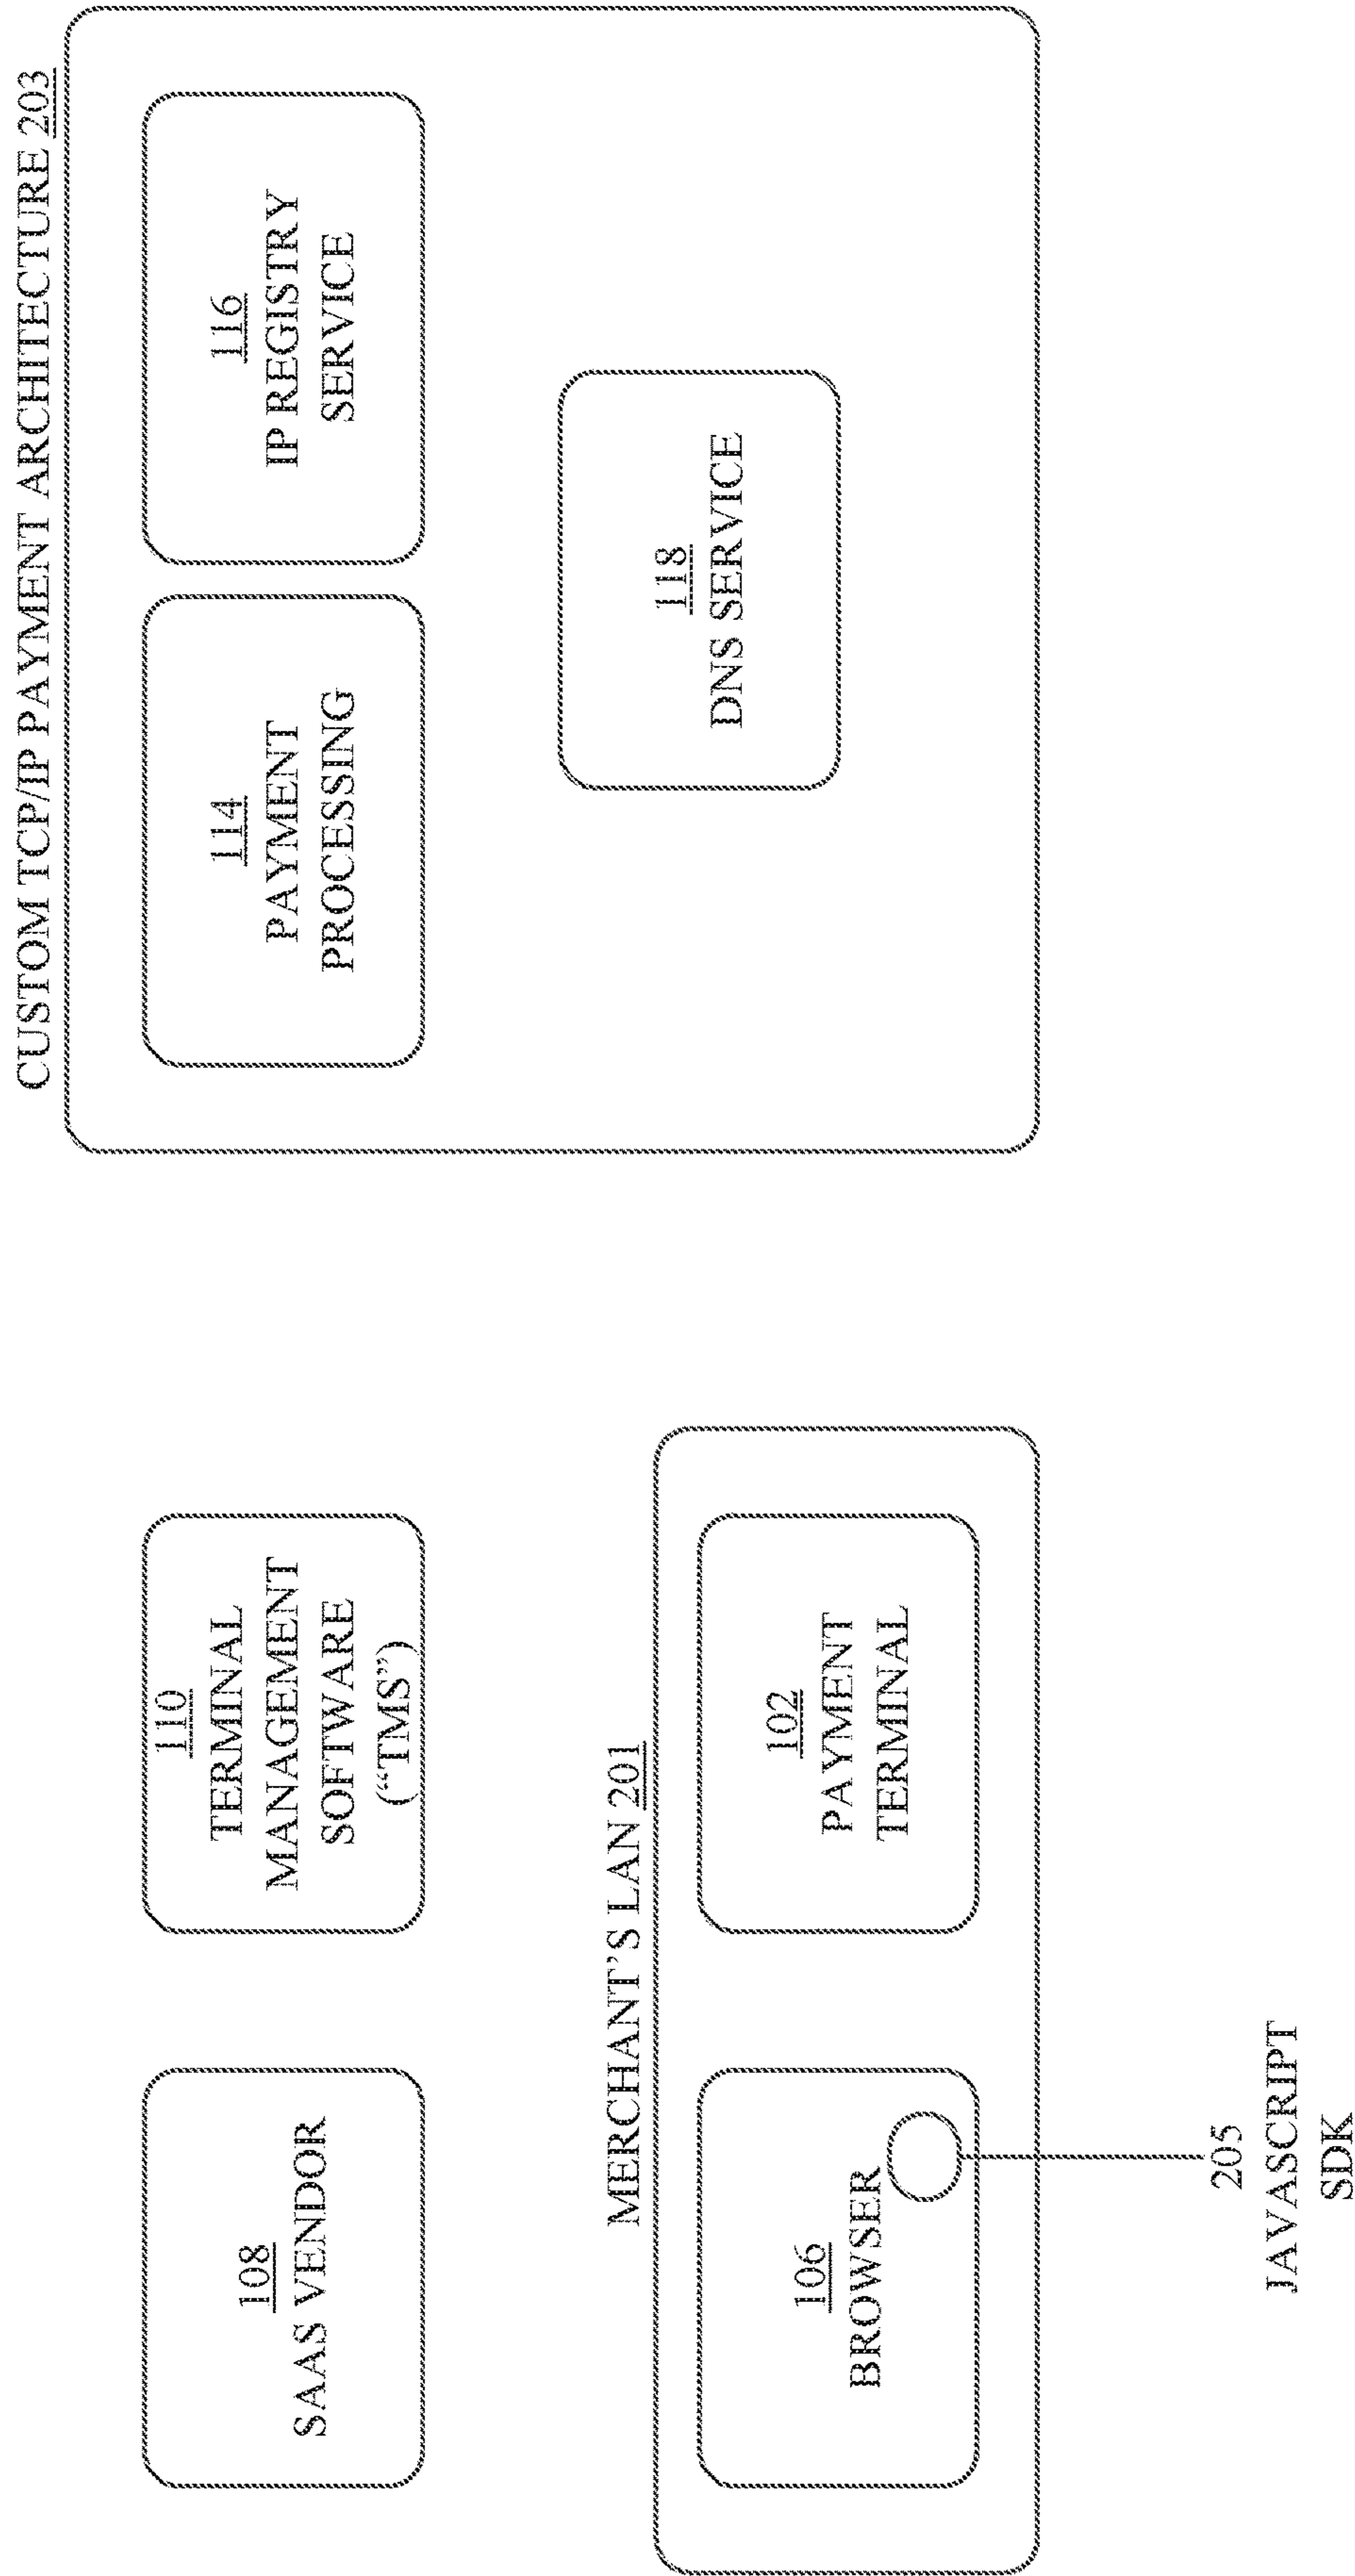 108
SAAS VENDOR
110
TERMINAL
MANAGEMENT
SOFTWARE
(“TMS”)
MERCHANT’S LAN 201
106
BROWSER
102
PAYMENT
TERMINAL
205
JAVASCRIPT
SDK
CUSTOM TCP/IP PAYMENT ARCHITECTURE 203
114
PAYMENT
PROCESSING
116
IP REGISTRY
SERVICE
118
DNS SERVICE